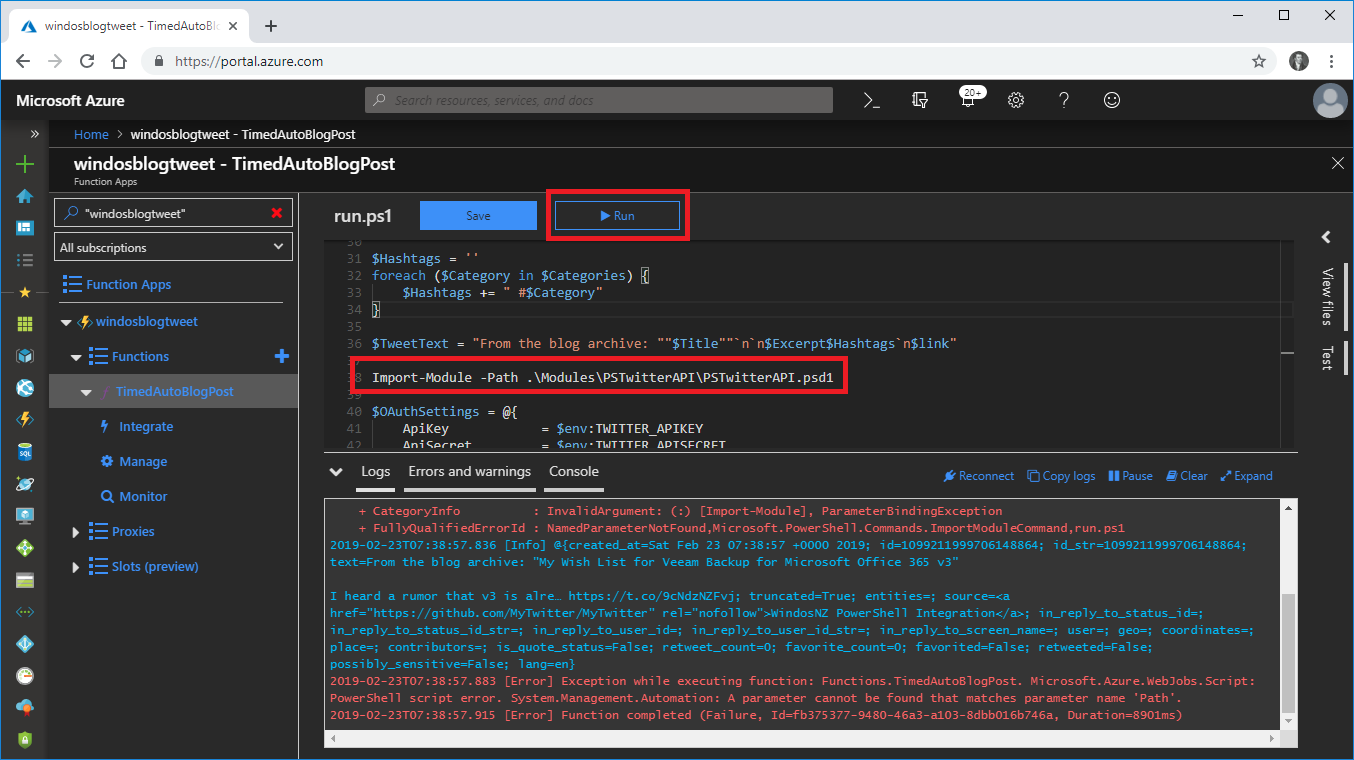 windosblogtweet - TimedAutoBlo
https://portal.azure.com
Microsoft Azure
Search resources, services, and docs
20+
Home > windosblogtweet - TimedAutoBlogPost
windosblogtweet - TimedAutoBlogPost
Function Apps
"windosblogtweet"
All subscriptions
Function Apps
windosblogtweet
Functions
TimedAutoBlogPost
Integrate
Manage
Monitor
Proxies
Slots (preview)
run.ps1
Save
Run
30
31 $Hashtags = ''
32 foreach ($Category in $Categories) {
33 $Hashtags += " #$Category"
34 }
35
36 $TweetText = "From the blog archive: ""$Title""`n`n$Excerpt$Hashtags`n$link"
38 Import-Module -Path .\Modules\PSTwitterAPI\PSTwitterAPI.psd1
39
40 $OAuthSettings = @{
41 ApiKey = $env:TWITTER_APIKEY
42 ApiSecret = $env:TWITTER_APISECRET
View files
Test
Logs
Errors and warnings
Console
Reconnect
Copy logs
Pause
Clear
Expand
+ CategoryInfo : InvalidArgument: (:) [Import-Module], ParameterBindingException
+ FullyQualifiedErrorId : NamedParameterNotFound,Microsoft.PowerShell.Commands.ImportModuleCommand,run.ps1
2019-02-23T07:38:57.836 [Info] @{created_at=Sat Feb 23 07:38:57 +0000 2019; id=1099211999706148864; id_str=1099211999706148864;
text=From the blog archive: "My Wish List for Veeam Backup for Microsoft Office 365 v3"
I heard a rumor that v3 is alre… https://t.co/9cNdzNZFvj; truncated=True; entities=; source=<a
href="https://github.com/MyTwitter/MyTwitter" rel="nofollow">WindosNZ PowerShell Integration</a>; in_reply_to_status_id=;
in_reply_to_status_id_str=; in_reply_to_user_id=; in_reply_to_user_id_str=; in_reply_to_screen_name=; user=; geo=; coordinates=;
place=; contributors=; is_quote_status=False; retweet_count=0; favorite_count=0; favorited=False; retweeted=False;
possibly_sensitive=False; lang=en}
2019-02-23T07:38:57.883 [Error] Exception while executing function: Functions.TimedAutoBlogPost. Microsoft.Azure.WebJobs.Script:
PowerShell script error. System.Management.Automation: A parameter cannot be found that matches parameter name 'Path'.
2019-02-23T07:38:57.915 [Error] Function completed (Failure, Id=fb375377-9480-46a3-a103-8dbb016b746a, Duration=8901ms)